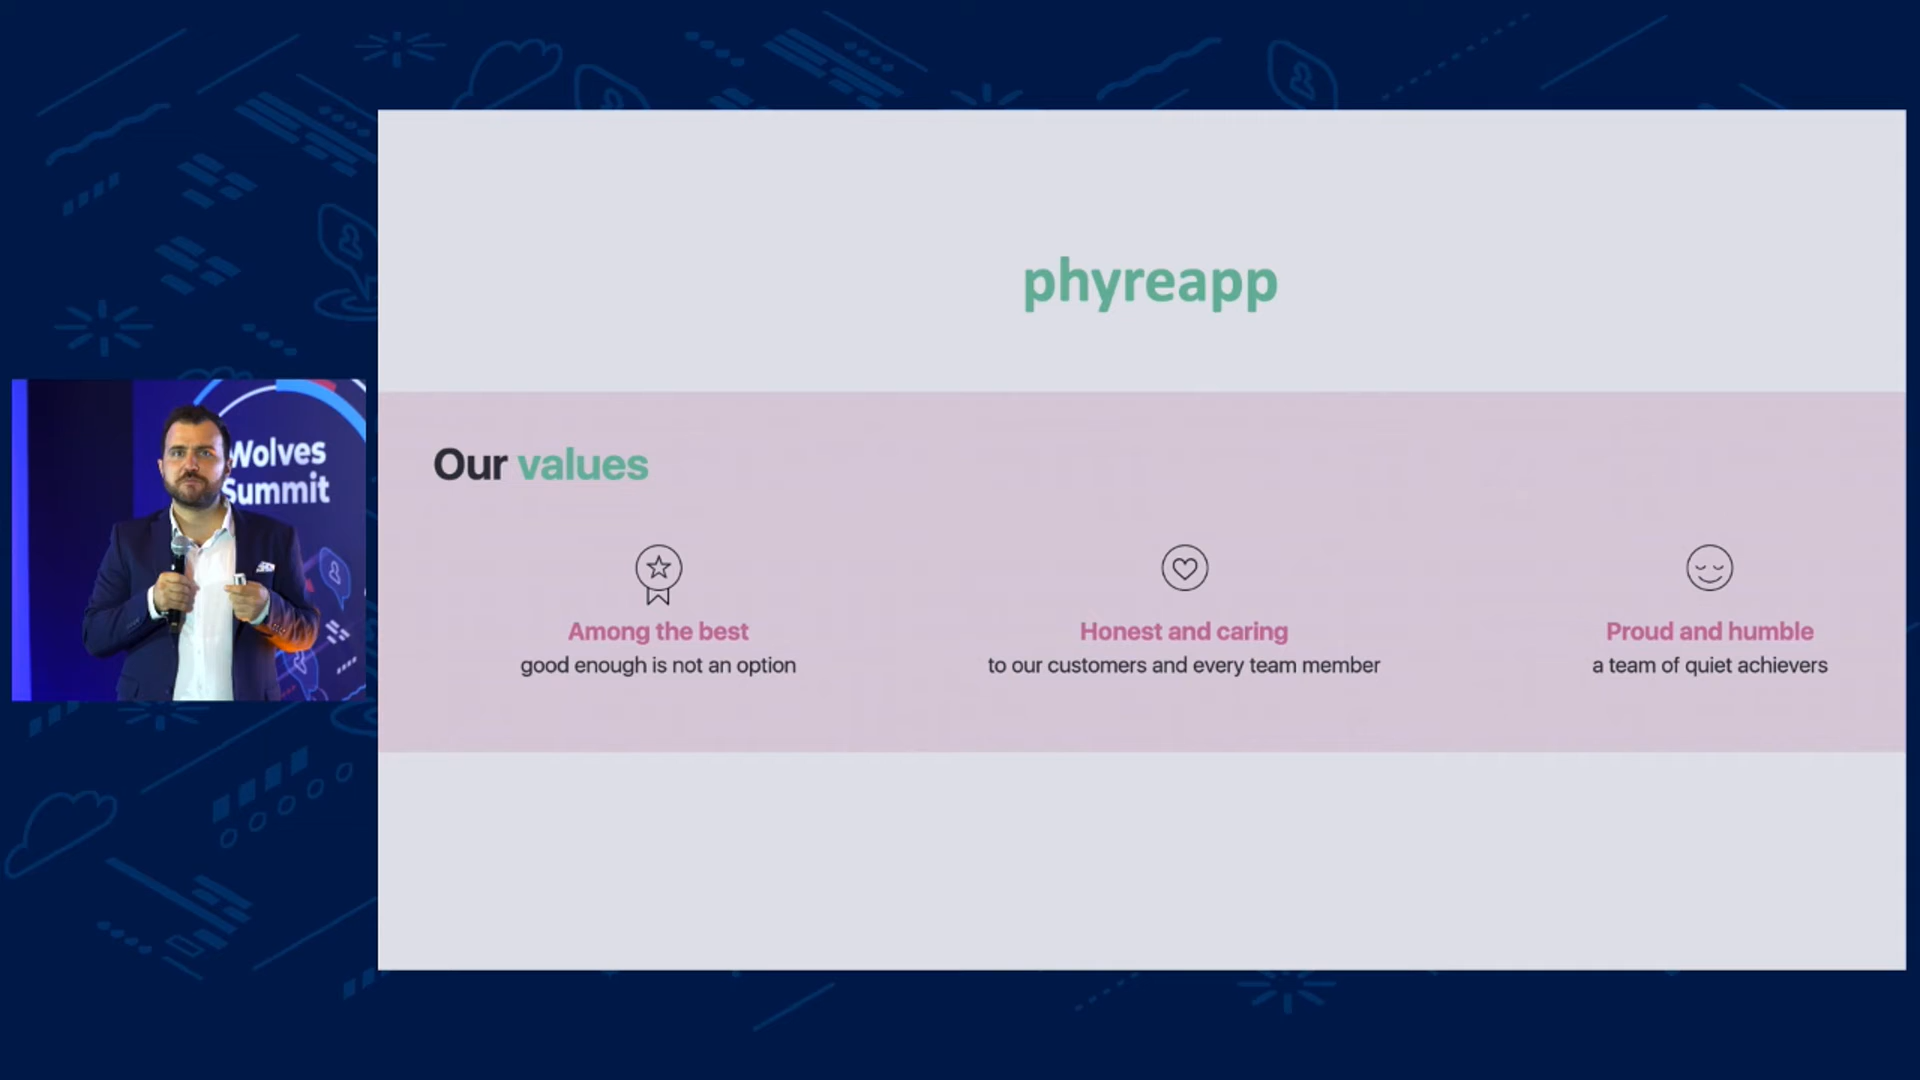 Wolves
Summit
phyreapp
Our values
Among the best
good enough is not an option
Honest and caring
to our customers and every team member
Proud and humble
a team of quiet achievers